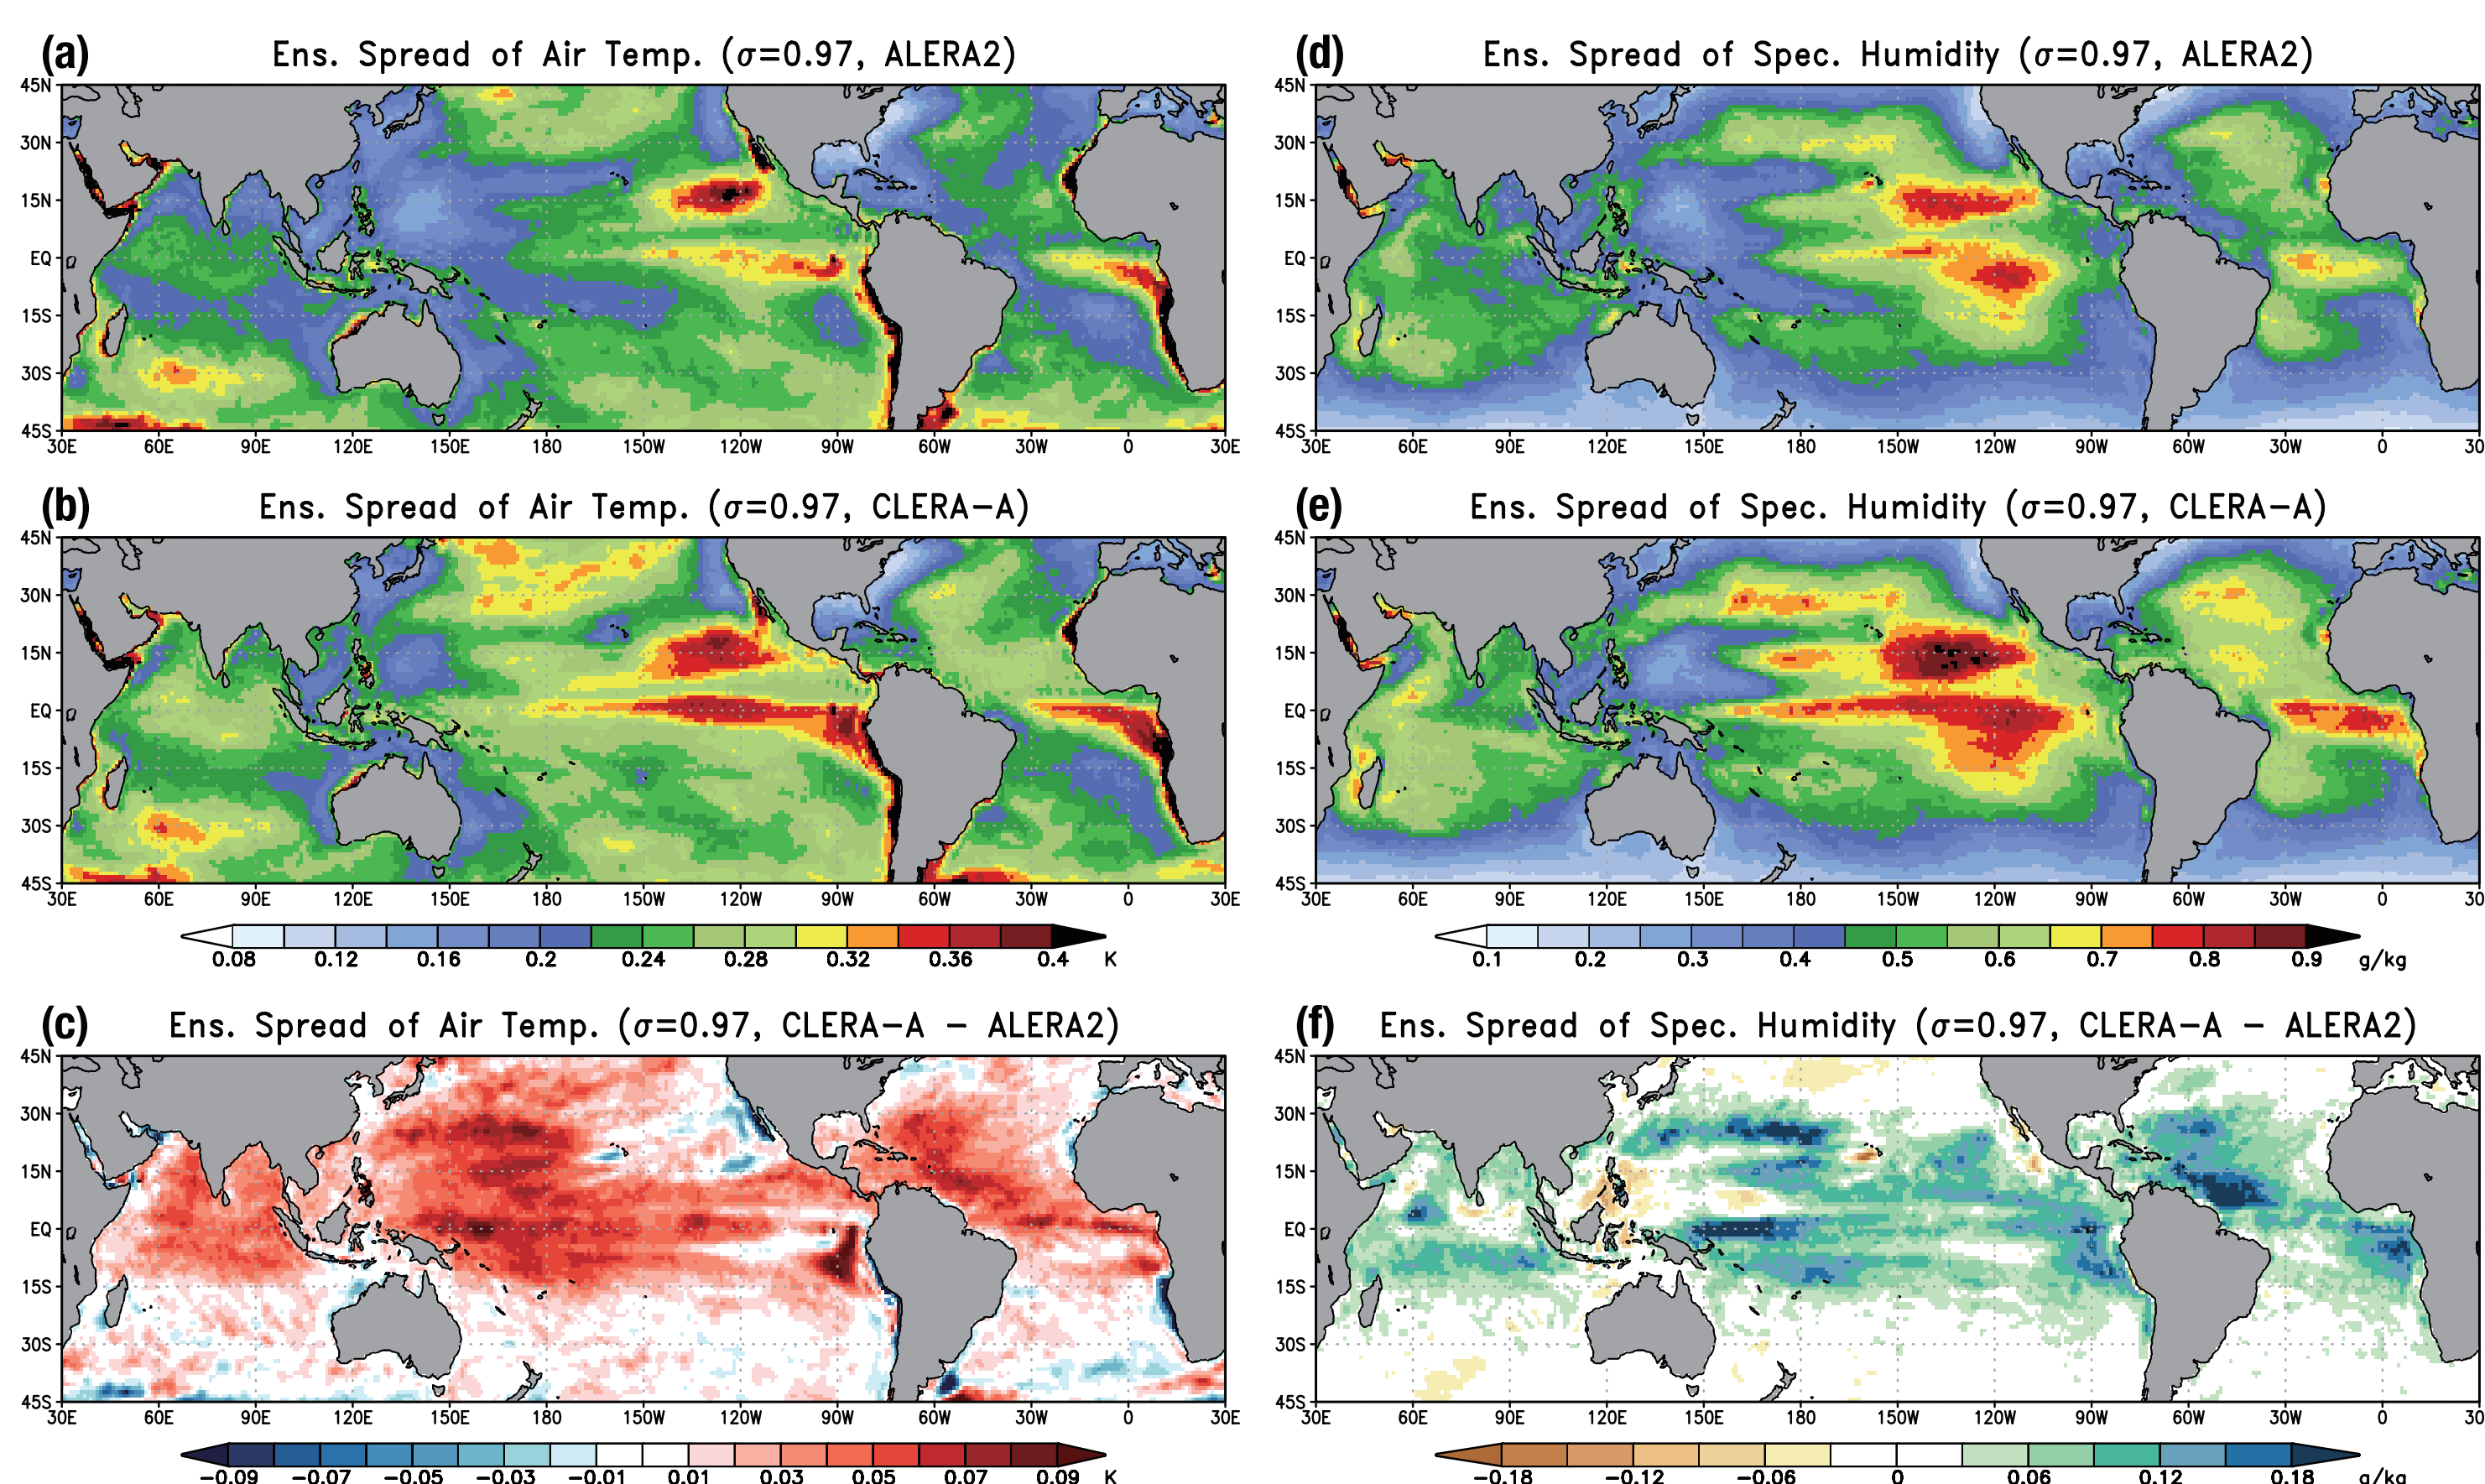 (a) Ens. Spread of Air Temp. (σ=0.97, ALERA2)
45N
30N
15N
EQ
15S
30S
45S
30E 60E 90E 120E 150E 180 150W 120W 90W 60W 30W 0 30E
(b) Ens. Spread of Air Temp. (σ=0.97, CLERA-A)
45N
30N
15N
EQ
15S
30S
45S
30E 60E 90E 120E 150E 180 150W 120W 90W 60W 30W 0 30E
0.08 0.12 0.16 0.2 0.24 0.28 0.32 0.36 0.4 K
(c) Ens. Spread of Air Temp. (σ=0.97, CLERA-A - ALERA2)
45N
30N
15N
EQ
15S
30S
45S
30E 60E 90E 120E 150E 180 150W 120W 90W 60W 30W 0 30E
-0.09 -0.07 -0.05 -0.03 -0.01 0.01 0.03 0.05 0.07 0.09 K
(d) Ens. Spread of Spec. Humidity (σ=0.97, ALERA2)
45N
30N
15N
EQ
15S
30S
45S
30E 60E 90E 120E 150E 180 150W 120W 90W 60W 30W 0 30
(e) Ens. Spread of Spec. Humidity (σ=0.97, CLERA-A)
45N
30N
15N
EQ
15S
30S
45S
30E 60E 90E 120E 150E 180 150W 120W 90W 60W 30W 0 30
0.1 0.2 0.3 0.4 0.5 0.6 0.7 0.8 0.9 g/kg
(f) Ens. Spread of Spec. Humidity (σ=0.97, CLERA-A - ALERA2)
45N
30N
15N
EQ
15S
30S
45S
30E 60E 90E 120E 150E 180 150W 120W 90W 60W 30W 0 30
-0.18 -0.12 -0.06 0 0.06 0.12 0.18 g/kg